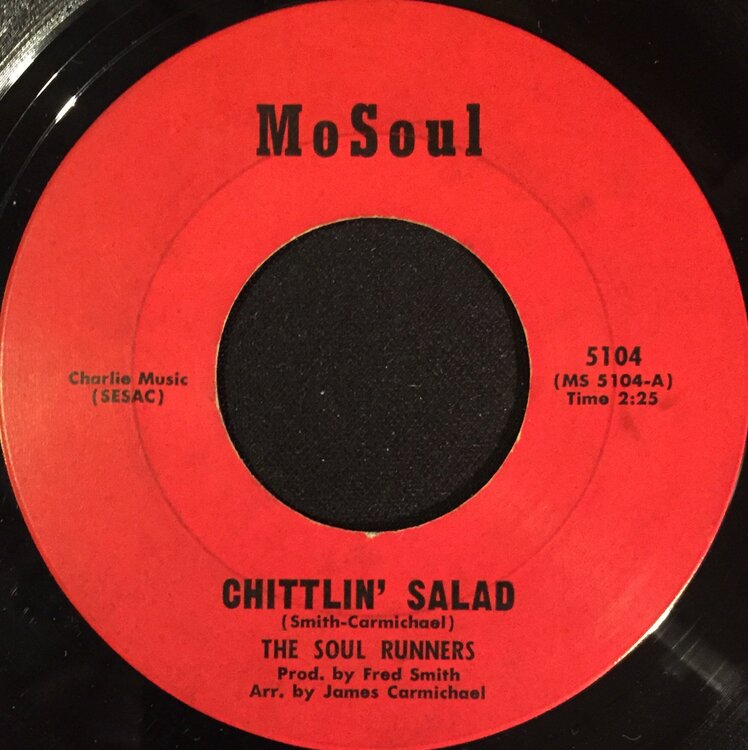 MoSoul
Charlie Music
(SESAC)
5104
(MS 5104-A)
Time 2:25
CHITTLIN' SALAD
(Smith-Carmichael)
THE SOUL RUNNERS
Prod. by Fred Smith
Arr. by James Carmichael